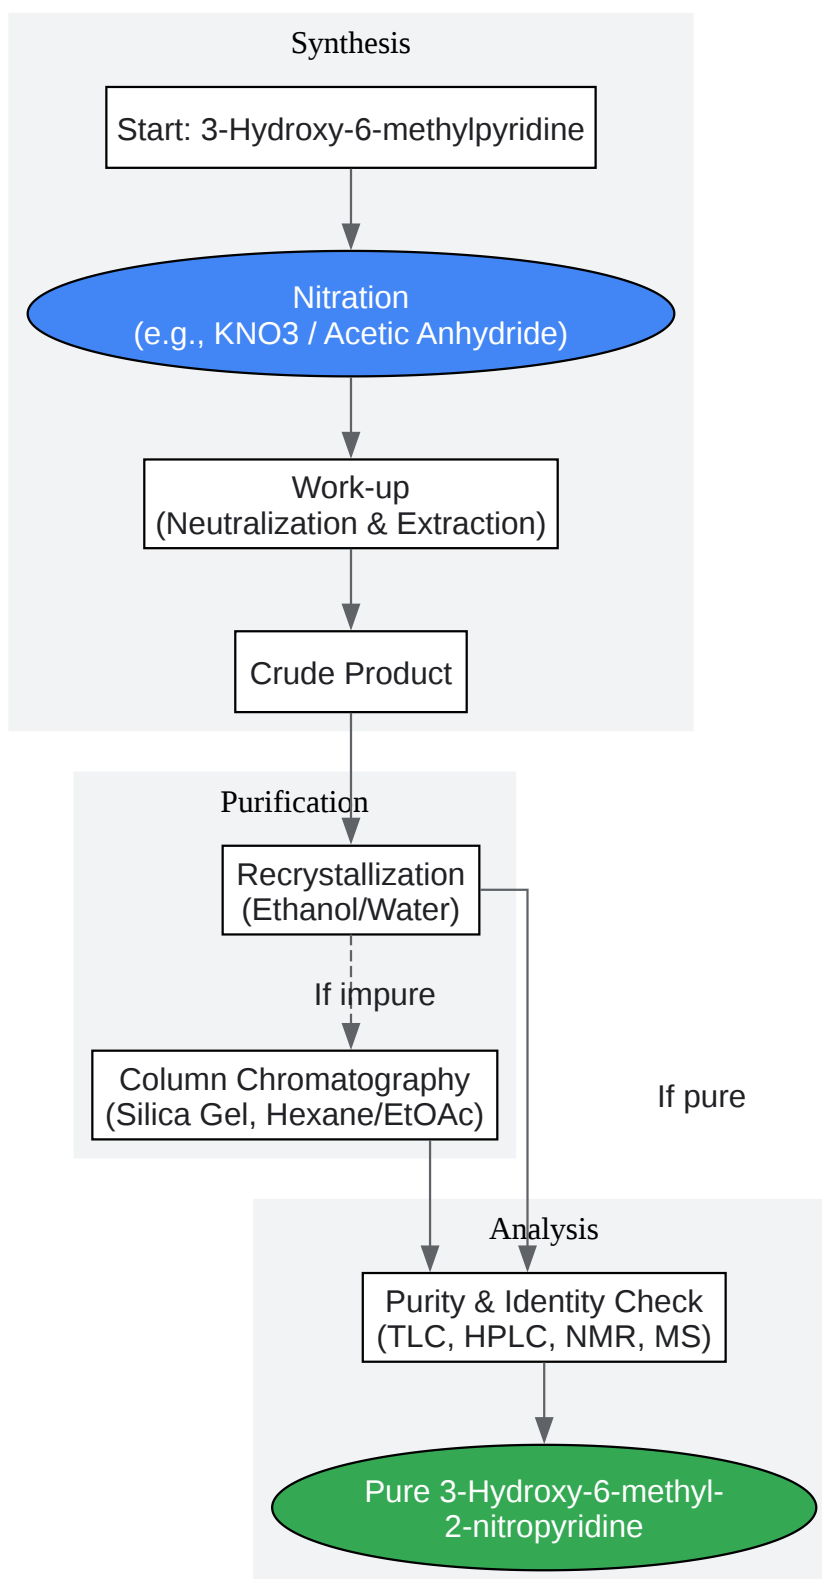 Synthesis
Start: 3-Hydroxy-6-methylpyridine
Nitration
(e.g., KNO3 / Acetic Anhydride)
Work-up
(Neutralization & Extraction)
Crude Product
Purification
Recrystallization
(Ethanol/Water)
If impure
Column Chromatography
(Silica Gel, Hexane/EtOAc)
If pure
Analysis
Purity & Identity Check
(TLC, HPLC, NMR, MS)
Pure 3-Hydroxy-6-methyl-
2-nitropyridine